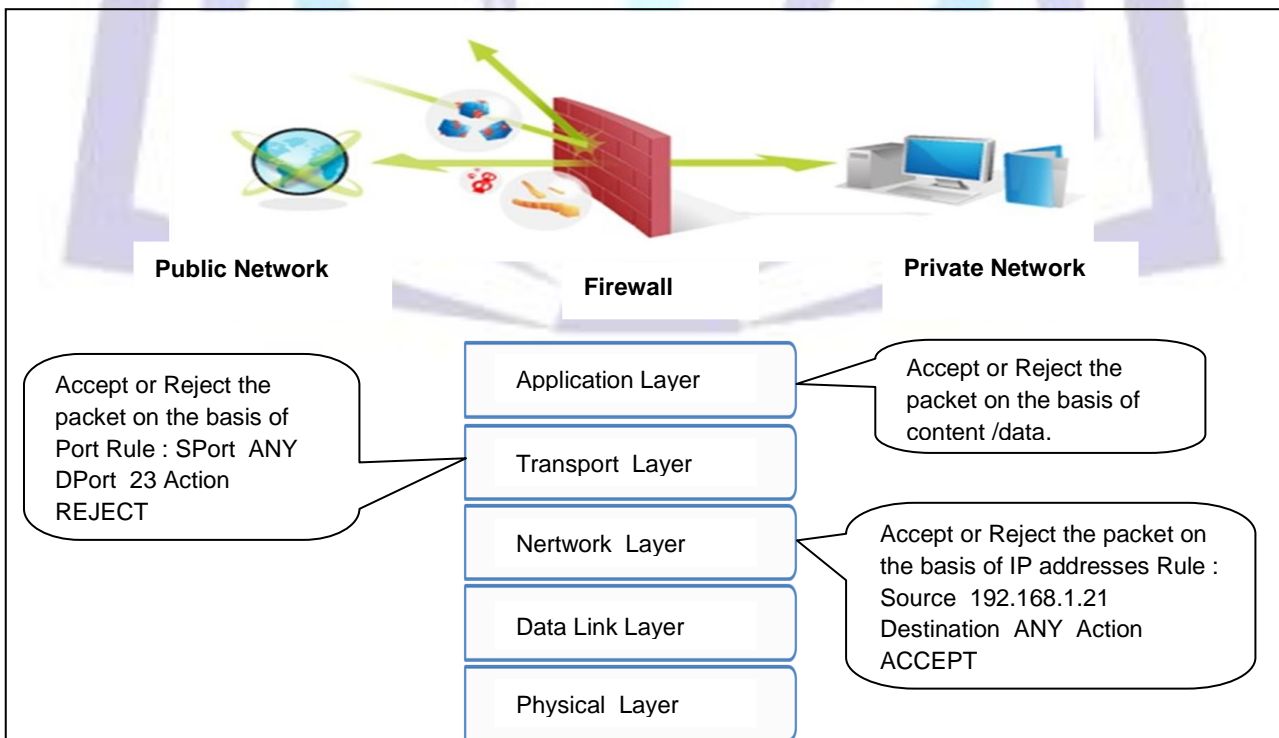 Public Network
Firewall
Private Network
Application Layer
Transport Layer
Nertwork Layer
Data Link Layer
Physical Layer
Accept or Reject the
packet on the basis of
Port Rule : SPort ANY
DPort 23 Action
REJECT
Accept or Reject the
packet on the basis of
content /data.
Accept or Reject the packet on
the basis of IP addresses Rule :
Source 192.168.1.21
Destination ANY Action
ACCEPT